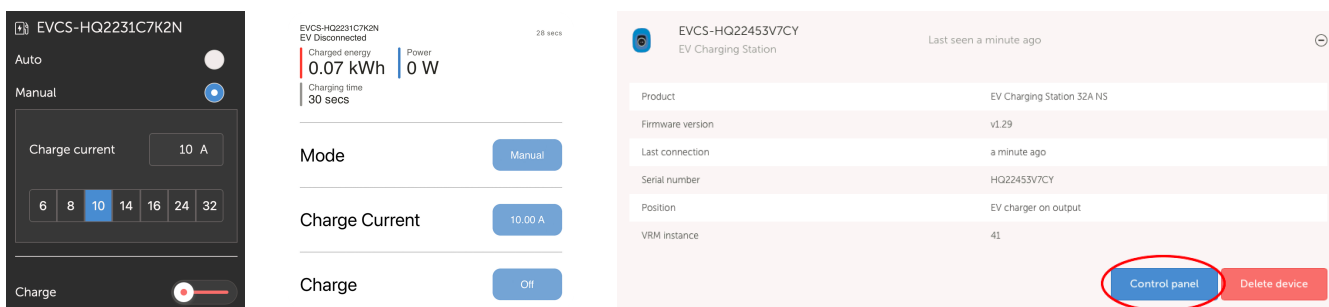 EVCS-HQ2231C7K2N
Auto
Manual
Charge current
10 A
6 8 10 14 16 24 32
Charge
EVCS-HQ2231C7K2N
EV Disconnected
28 secs
Charged energy
0.07 kWh
Power
0 W
Charging time
30 secs
Mode
Manual
Charge Current
10.00 A
Charge
Off
EVCS-HQ22453V7CY
EV Charging Station
Last seen a minute ago
Product EV Charging Station 32A NS
Firmware version v1.29
Last connection a minute ago
Serial number HQ22453V7CY
Position EV charger on output
VRM instance 41
Control panel
Delete device